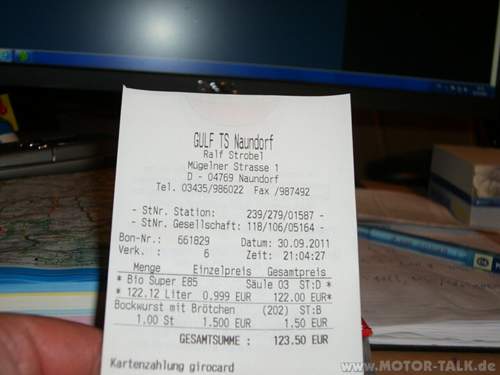 GULF TS Naundorf
Ralf Strobel
Mügelner Strasse 1
D - 04769 Naundorf
Tel. 03435/986022 Fax /987492
- StNr. Station: 239/279/01587 -
- StNr. Gesellschaft: 118/106/05164 -
Bon-Nr.: 661829 Datum: 30.09.2011
Verk. : 6 Zeit: 21:04:27
Menge Einzelpreis Gesamtpreis
* Bio Super E85 Säule 03 ST:D *
* 122.12 Liter 0.999 EUR 122.00 EUR*
Bockwurst mit Brötchen (202) ST:B
1.00 St 1.500 EUR 1.50 EUR
GESAMTSUMME : 123.50 EUR
Kartenzahlung girocard
www.MOTOR-TALK.de